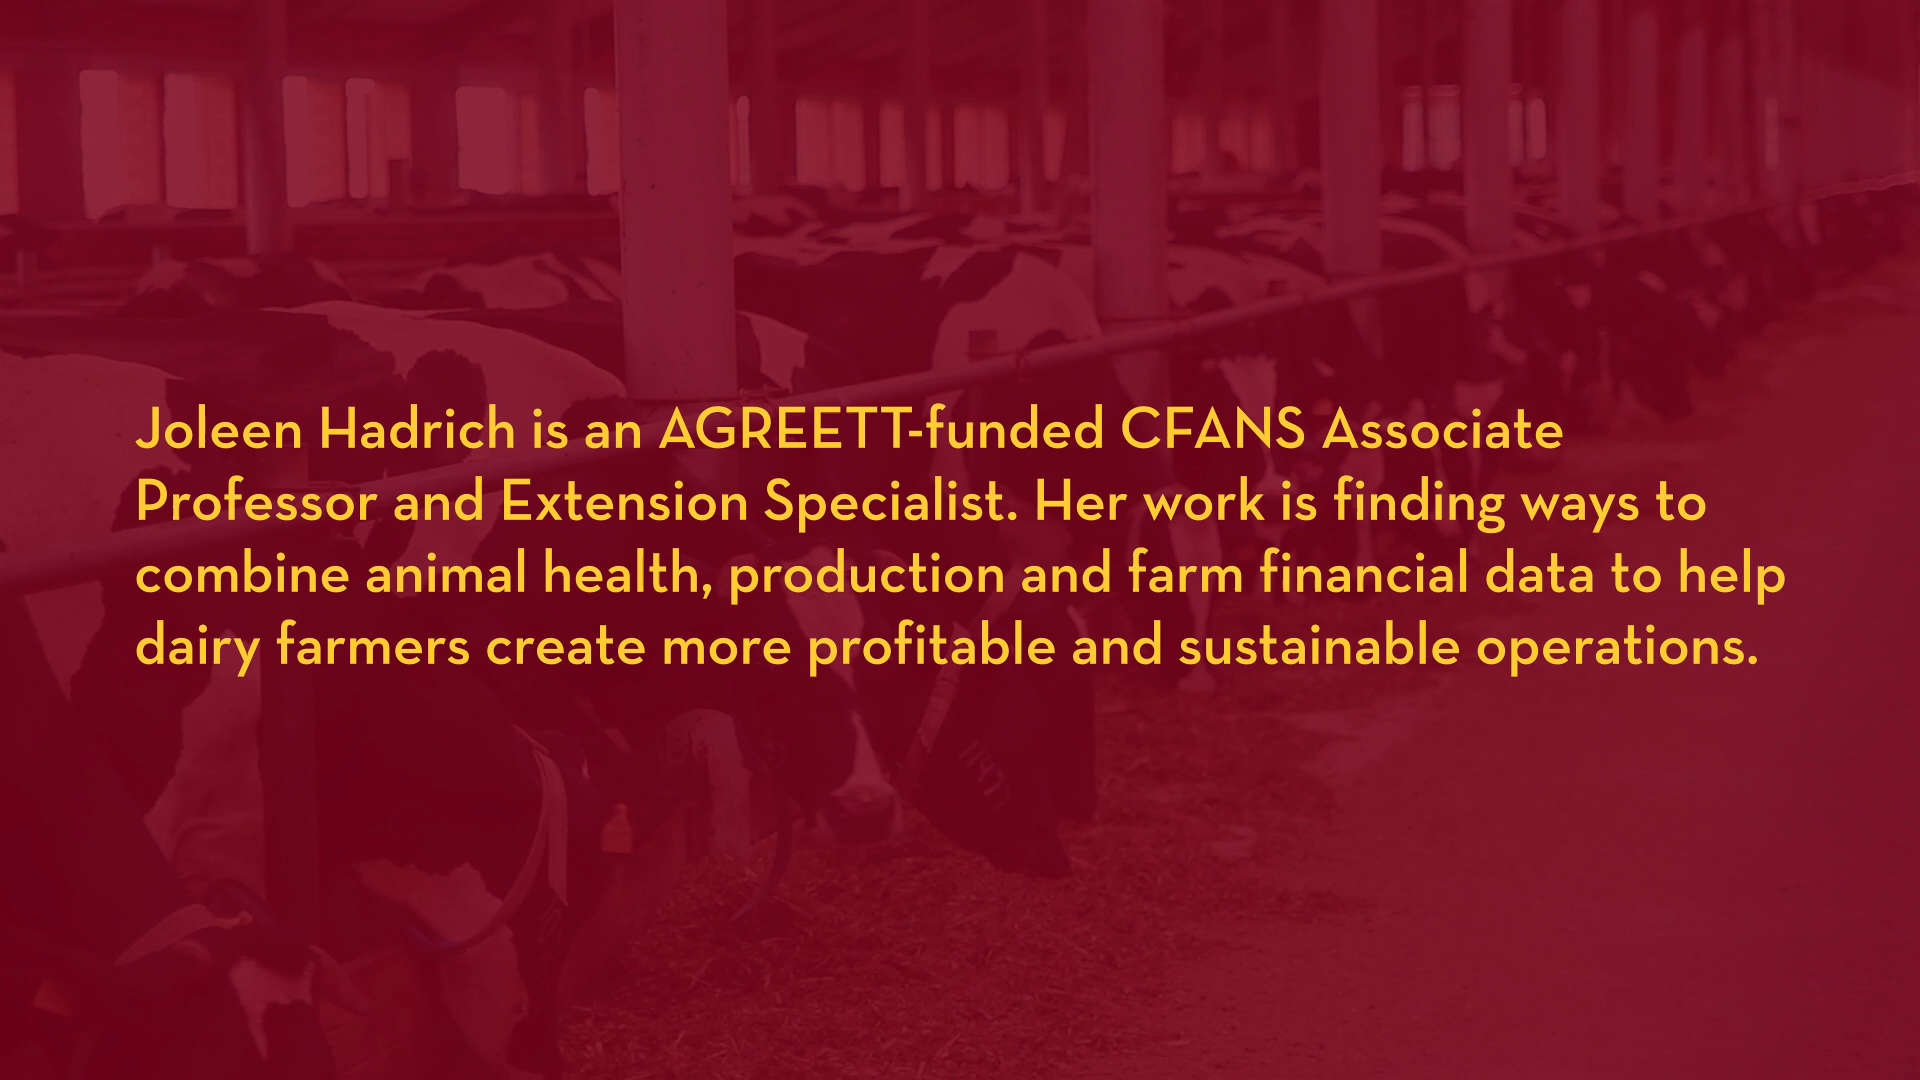 Joleen Hadrich is an AGREETT-funded CFANS Associate
Professor and Extension Specialist. Her work is finding ways to
combine animal health, production and farm financial data to help
dairy farmers create more profitable and sustainable operations.